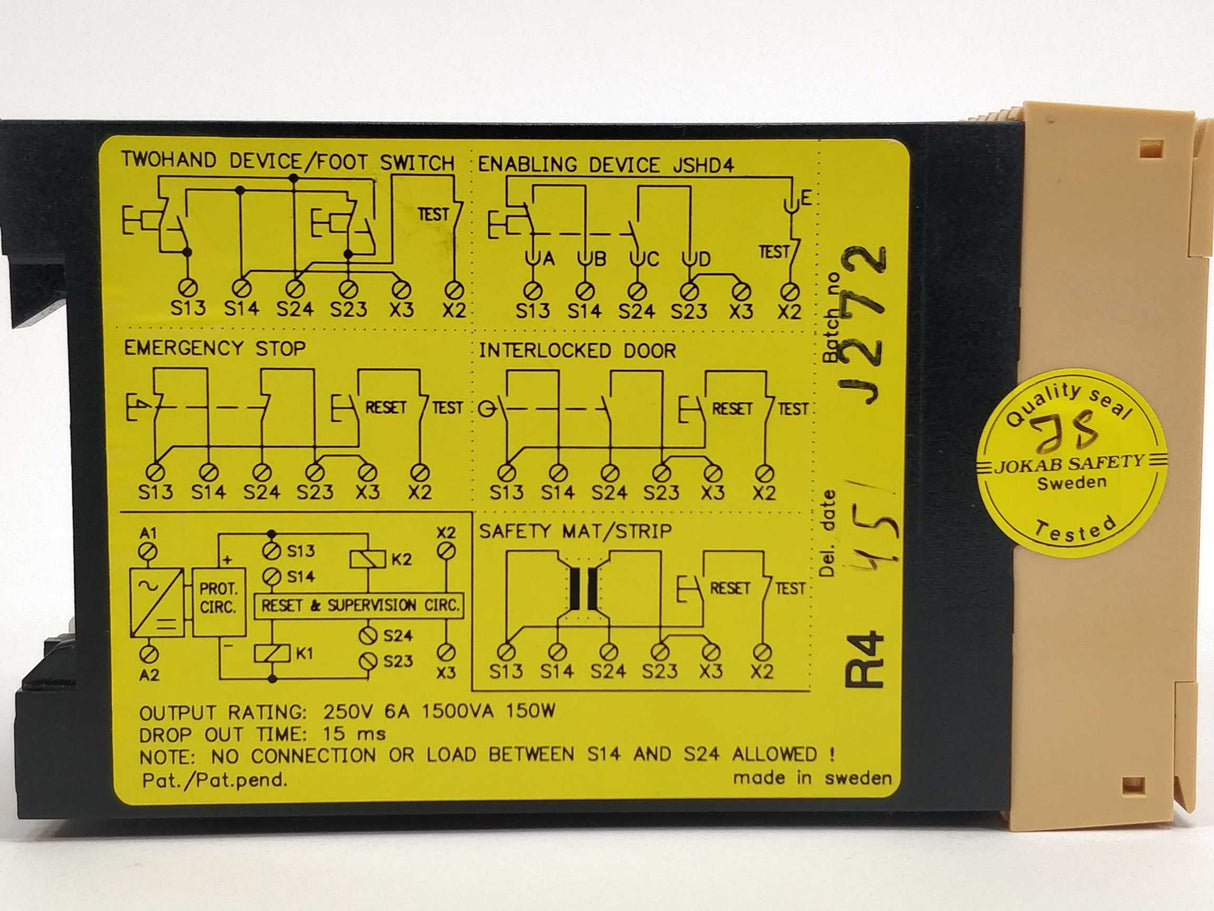 TWOHAND DEVICE/FOOT SWITCH
TEST
S13 S14 S24 S23 X3 X2
ENABLING DEVICE JSHD4
E
TEST
A B C D
S13 S14 S24 S23 X3 X2
EMERGENCY STOP
RESET TEST
S13 S14 S24 S23 X3 X2
INTERLOCKED DOOR
RESET TEST
S13 S14 S24 S23 X3 X2
A1 S13 K2 X2
~ + PROT. S14
= CIRC. RESET & SUPERVISION CIRC.
− K1 S24
A2 S23 X3
SAFETY MAT/STRIP
RESET TEST
S13 S14 S24 S23 X3 X2
OUTPUT RATING: 250V 6A 1500VA 150W
DROP OUT TIME: 15 ms
NOTE: NO CONNECTION OR LOAD BETWEEN S14 AND S24 ALLOWED !
Pat./Pat.pend. made in sweden
Batch no J272
Del. date 451
R4
Quality seal
JS
JOKAB SAFETY
Sweden
Tested